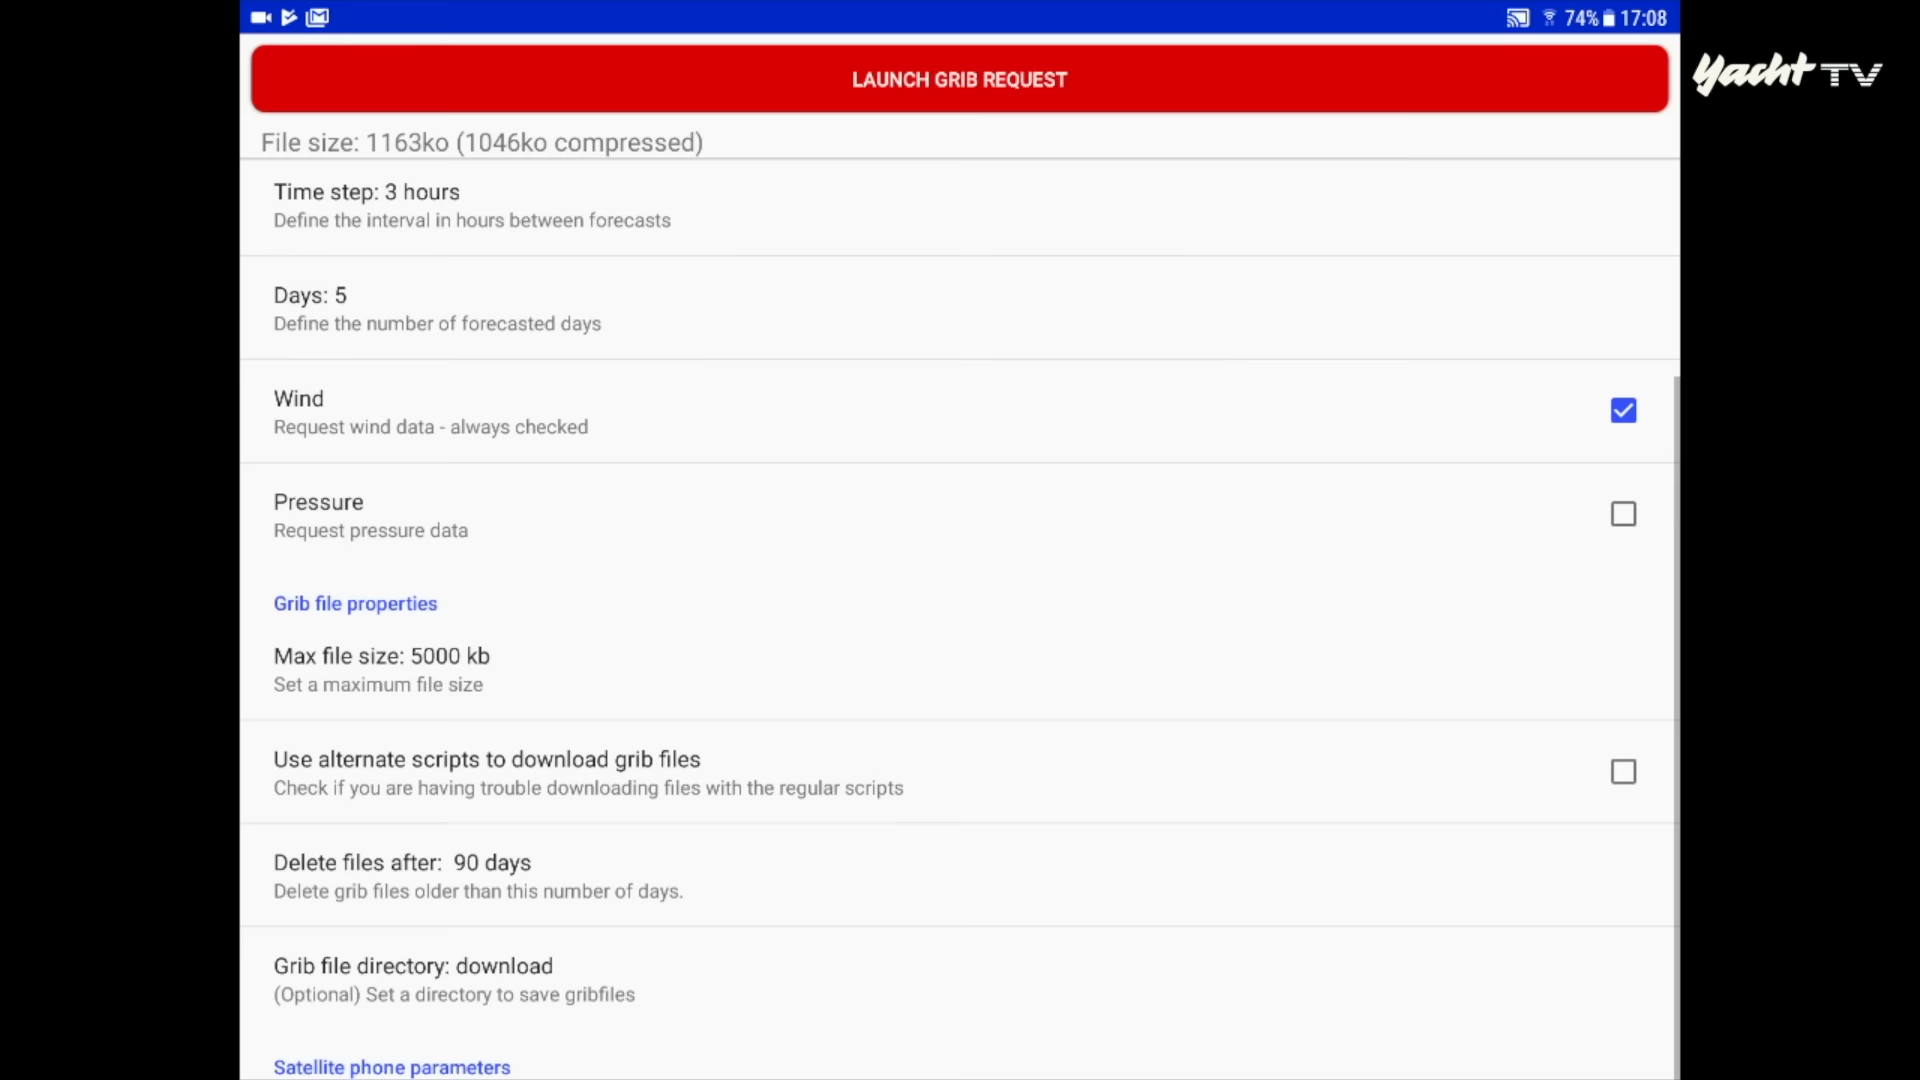 74% 17:08
LAUNCH GRIB REQUEST
Yacht TV
File size: 1163ko (1046ko compressed)
Time step: 3 hours
Define the interval in hours between forecasts
Days: 5
Define the number of forecasted days
Wind
Request wind data - always checked
Pressure
Request pressure data
Grib file properties
Max file size: 5000 kb
Set a maximum file size
Use alternate scripts to download grib files
Check if you are having trouble downloading files with the regular scripts
Delete files after:  90 days
Delete grib files older than this number of days.
Grib file directory: download
(Optional) Set a directory to save gribfiles
Satellite phone parameters